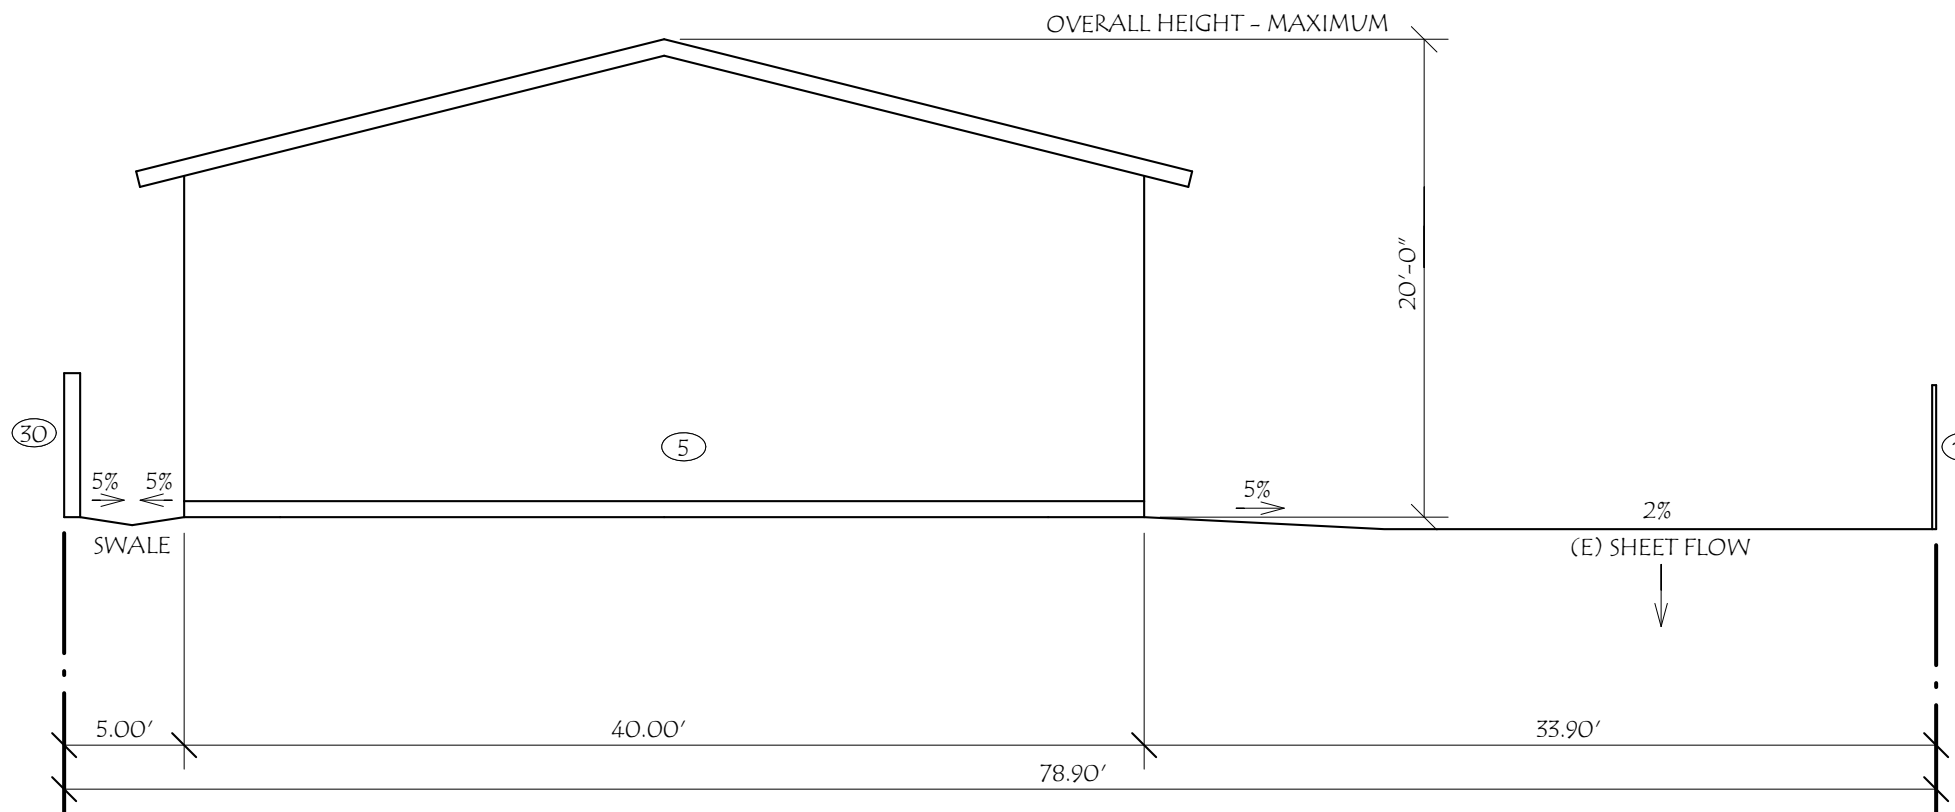 OVERALL HEIGHT - MAXIMUM
20'-0"
30
5
5% 5%
5%
2%
SWALE
(E) SHEET FLOW
5.00' 40.00' 33.90'
78.90'